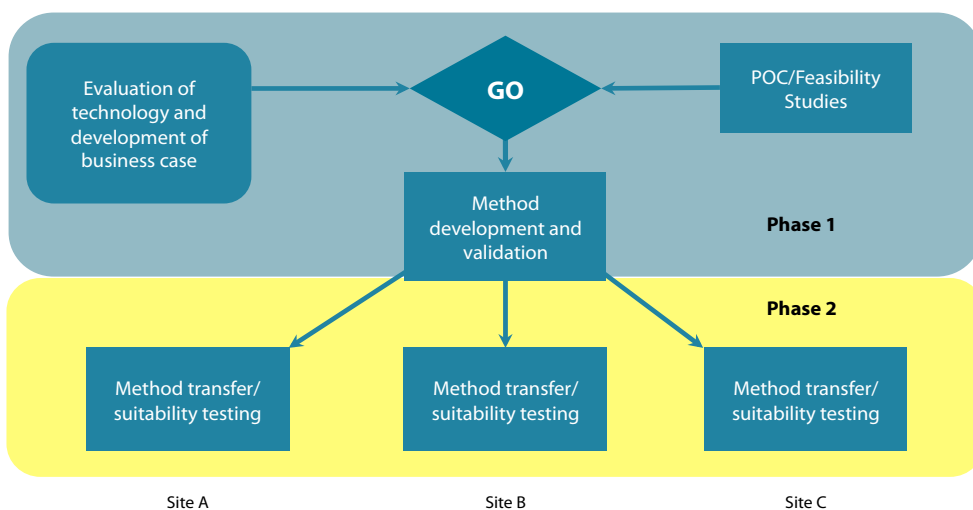 Evaluation of
technology and
development of
business case
GO
POC/Feasibility
Studies
Method
development and
validation
Phase 1
Phase 2
Method transfer/
suitability testing
Method transfer/
suitability testing
Method transfer/
suitability testing
Site A
Site B
Site C